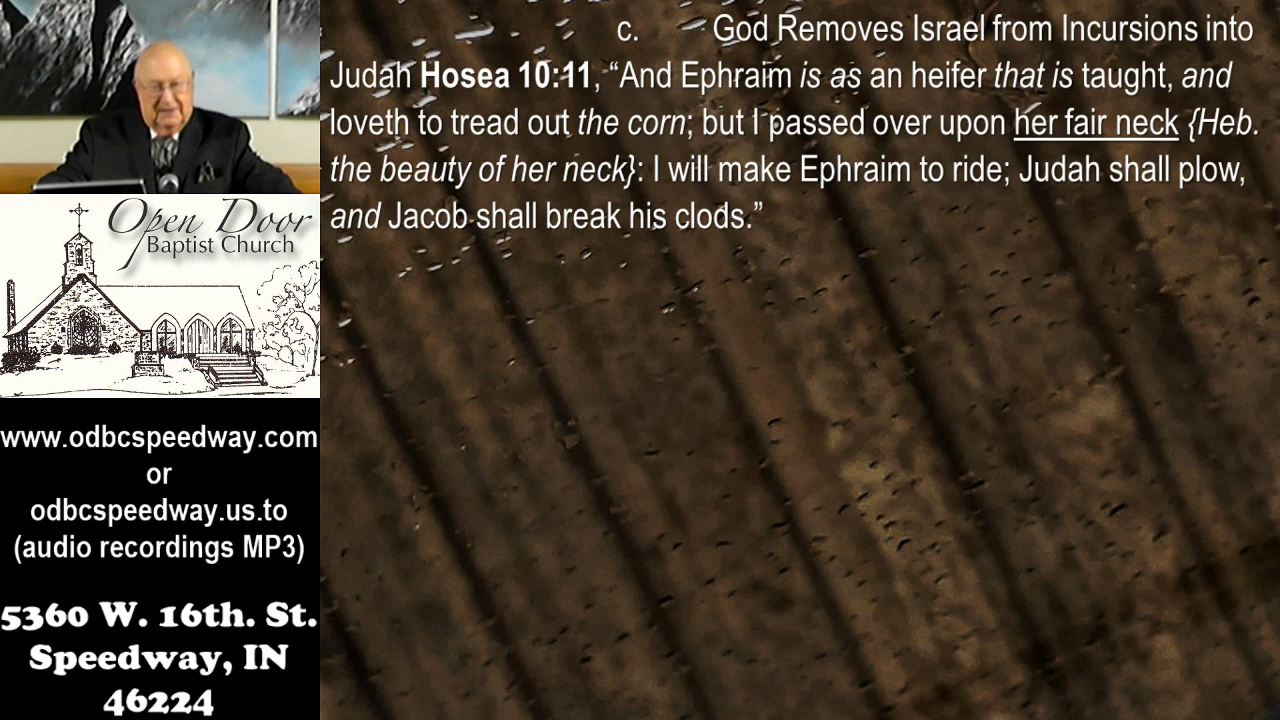 c. God Removes Israel from Incursions into
Judah Hosea 10:11, “And Ephraim is as an heifer that is taught, and
loveth to tread out the corn; but I passed over upon her fair neck {Heb.
the beauty of her neck}: I will make Ephraim to ride; Judah shall plow,
and Jacob shall break his clods.”
Open Door
Baptist Church
www.odbcspeedway.com
or
odbcspeedway.us.to
(audio recordings MP3)
5360 W. 16th. St.
Speedway, IN
46224